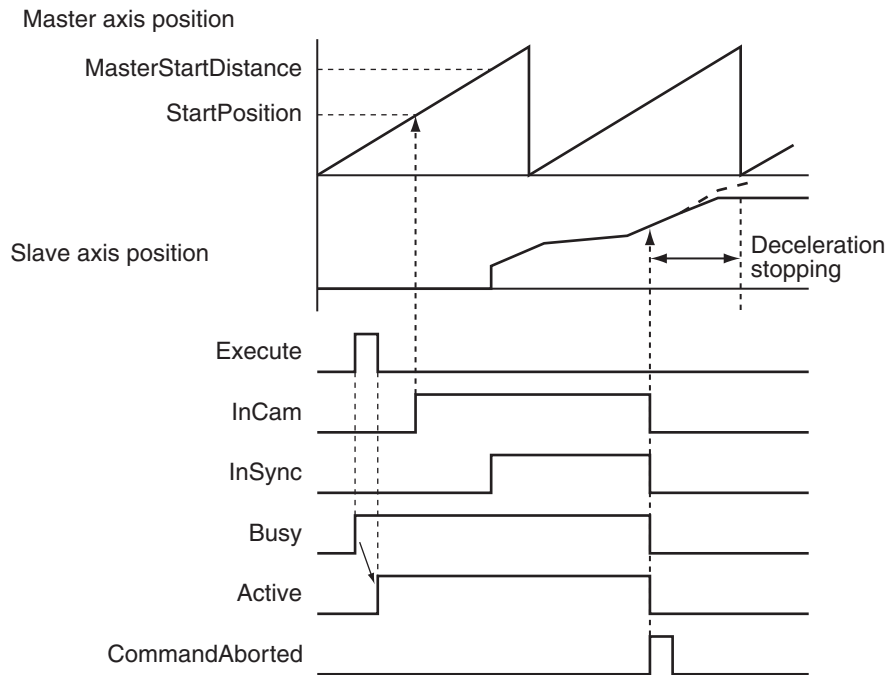 Master axis position
MasterStartDistance
StartPosition
Slave axis position
Deceleration
stopping
Execute
InCam
InSync
Busy
Active
CommandAborted